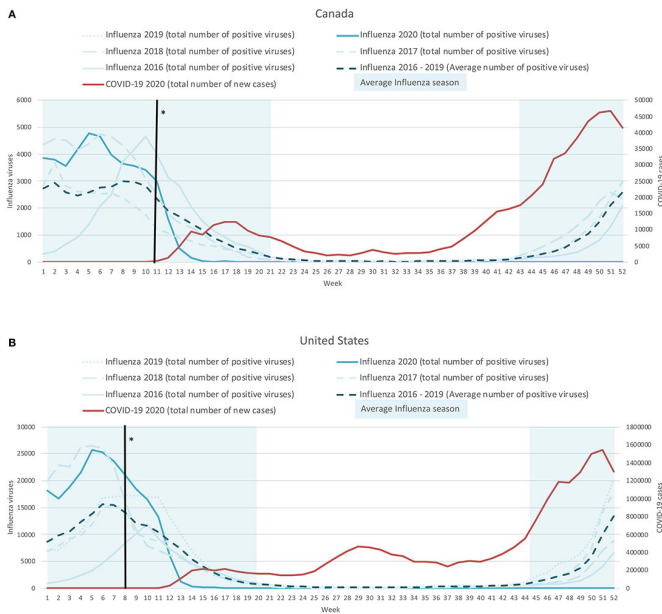 A
Canada
Influenza 2019 (total number of positive viruses)
Influenza 2020 (total number of positive viruses)
Influenza 2018 (total number of positive viruses)
Influenza 2017 (total number of positive viruses)
Influenza 2016 (total number of positive viruses)
Influenza 2016 - 2019 (Average number of positive viruses)
COVID-19 2020 (total number of new cases)
Average Influenza season
6000
5000
4000
3000
2000
1000
0
Influenza viruses
*
50000
45000
40000
35000
30000
25000
20000
15000
10000
5000
0
COVID-19 cases
1 2 3 4 5 6 7 8 9 10 11 12 13 14 15 16 17 18 19 20 21 22 23 24 25 26 27 28 29 30 31 32 33 34 35 36 37 38 39 40 41 42 43 44 45 46 47 48 49 50 51 52
Week
B
United States
Influenza 2019 (total number of positive viruses)
Influenza 2020 (total number of positive viruses)
Influenza 2018 (total number of positive viruses)
Influenza 2017 (total number of positive viruses)
Influenza 2016 (total number of positive viruses)
Influenza 2016 - 2019 (Average number of positive viruses)
COVID-19 2020 (total number of new cases)
Average Influenza season
30000
25000
20000
15000
10000
5000
0
Influenza viruses
*
1800000
1600000
1400000
1200000
1000000
800000
600000
400000
200000
0
COVID-19 cases
1 2 3 4 5 6 7 8 9 10 11 12 13 14 15 16 17 18 19 20 21 22 23 24 25 26 27 28 29 30 31 32 33 34 35 36 37 38 39 40 41 42 43 44 45 46 47 48 49 50 51 52
Week